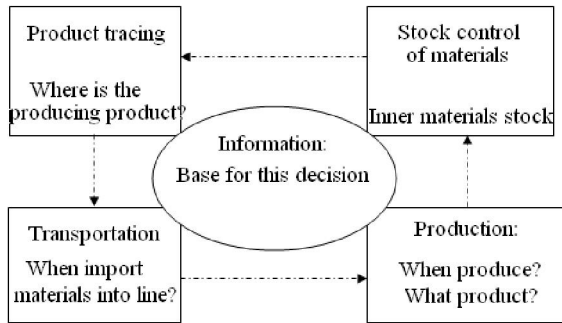 Product tracing
Where is the
producing product?
Stock control
of materials
Inner materials stock
Information:
Base for this decision
Transportation
When import
materials into line?
Production:
When produce?
What product?